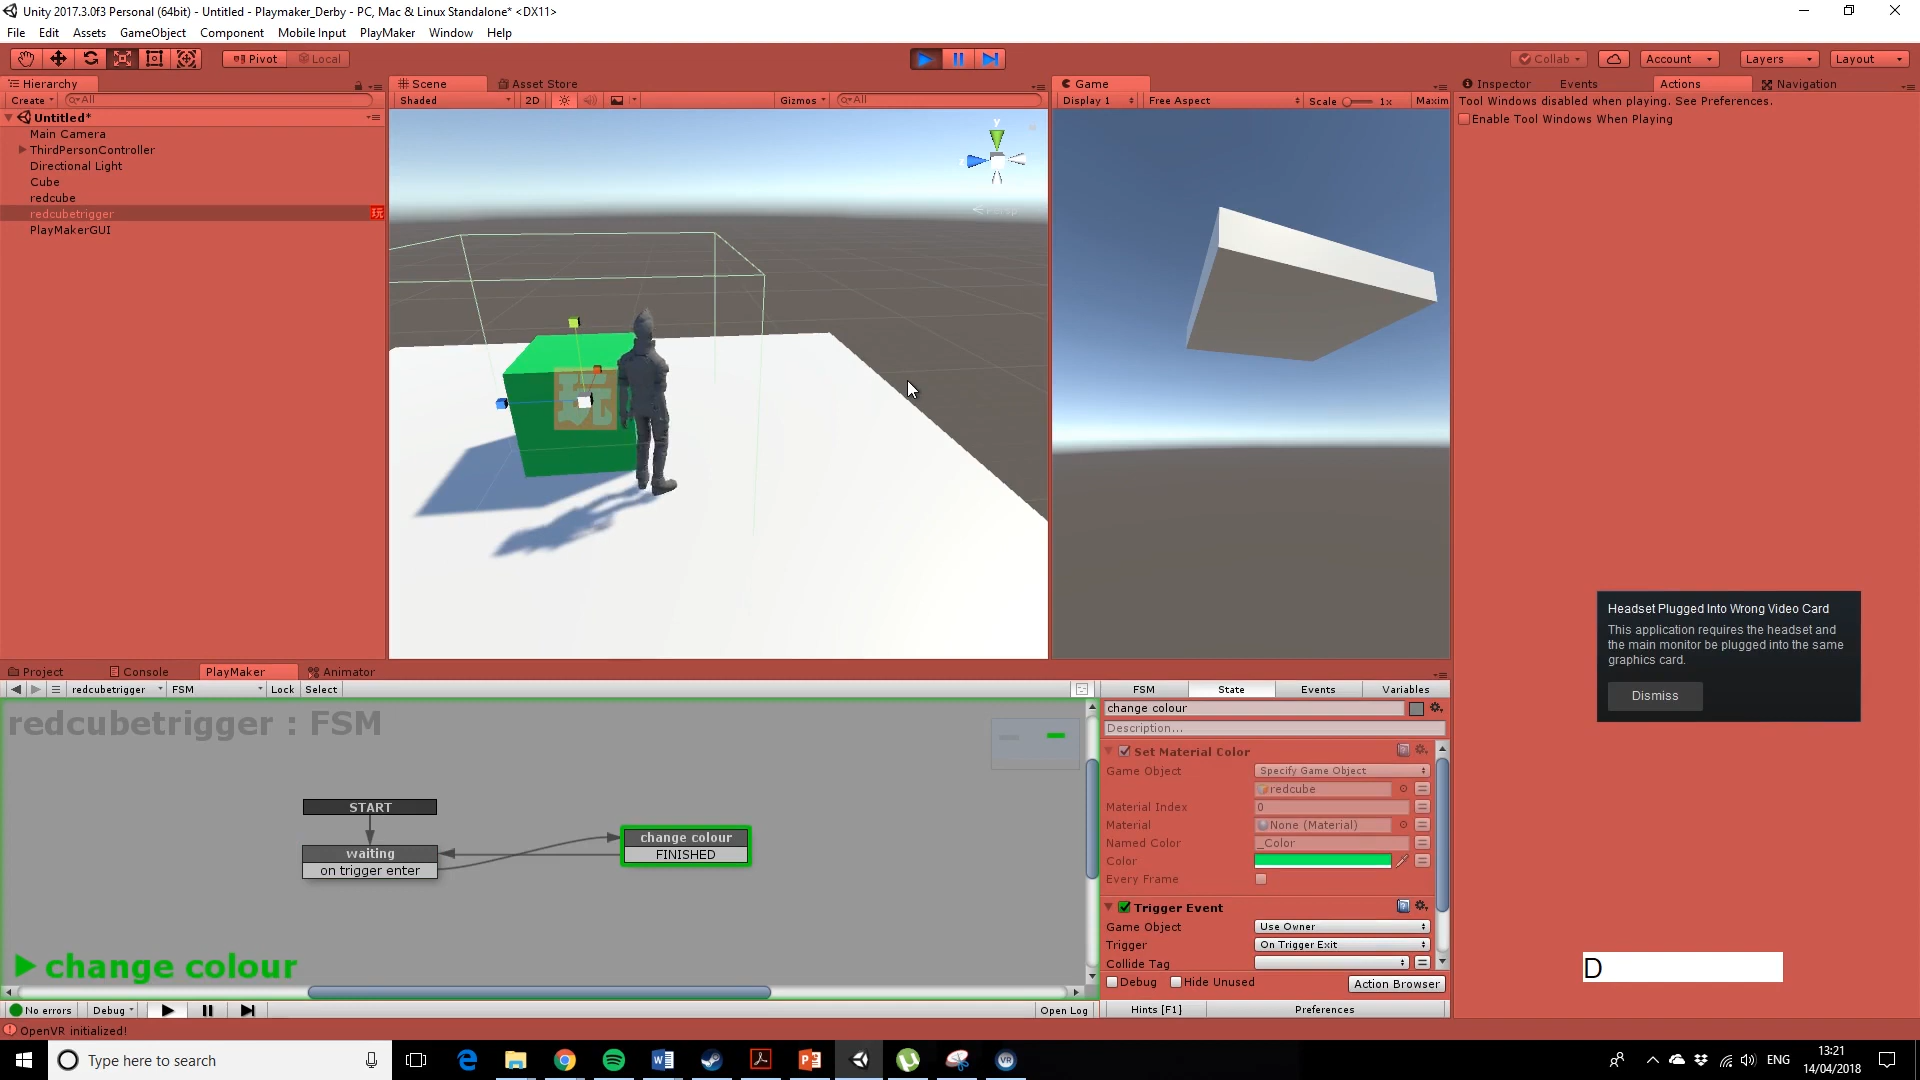 Unity 2017.3.0f3 Personal (64bit) - Untitled - Playmaker_Derby - PC, Mac & Linux Standalone* <DX11>
File Edit Assets GameObject Component Mobile Input PlayMaker Window Help
Pivot Local Collab Account Layers Layout
Hierarchy
Create All
Untitled*
Main Camera
ThirdPersonController
Directional Light
Cube
redcube
redcubetrigger 玩
PlayMakerGUI
Scene Asset Store
Shaded 2D Gizmos All
y
z
玩
Game
Display 1 Free Aspect Scale 1x Maxim
Inspector Events Actions Navigation
Tool Windows disabled when playing. See Preferences.
Enable Tool Windows When Playing
Headset Plugged Into Wrong Video Card
This application requires the headset and
the main monitor be plugged into the same
graphics card.
Dismiss
D
Project Console PlayMaker Animator
redcubetrigger FSM Lock Select
redcubetrigger : FSM
START
waiting
on trigger enter
change colour
FINISHED
change colour
No errors Debug Open Log
OpenVR initialized!
FSM State Events Variables
change colour
Description...
Set Material Color
Game Object Specify Game Object
redcube
Material Index 0
Material None (Material)
Named Color _Color
Color
Every Frame
Trigger Event
Game Object Use Owner
Trigger On Trigger Exit
Collide Tag
Debug Hide Unused Action Browser
Hints [F1] Preferences
Type here to search
ENG
13:21
14/04/2018